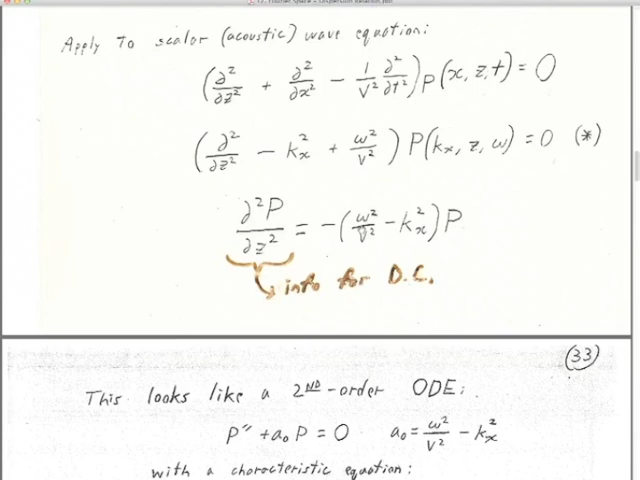 Apply to scalar (acoustic) wave equation:
(∂²/∂z² + ∂²/∂x² − 1/V² ∂²/∂t²) P(x, z, t) = 0
(∂²/∂z² − kₓ² + ω²/V²) P(kₓ, z, ω) = 0 (*)
∂²P/∂z² = −(ω²/V² − kₓ²) P
info for D.C.
(33)
This looks like a 2ND-order ODE:
P″ + a₀ P = 0 a₀ = ω²/V² − kₓ²
with a characteristic equation: